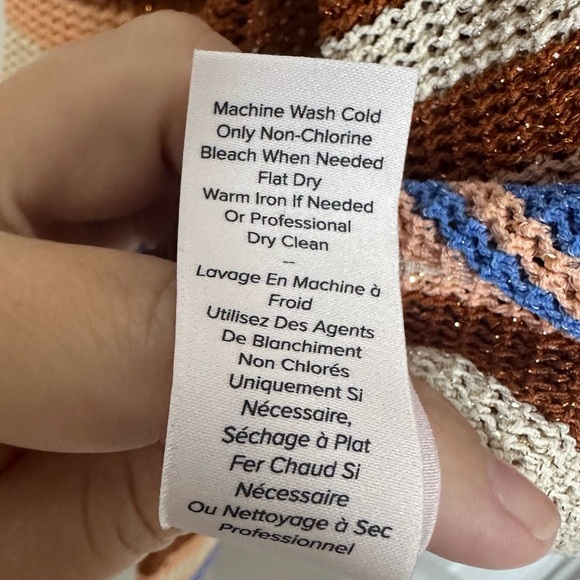 Machine Wash Cold
Only Non-Chlorine
Bleach When Needed
Flat Dry
Warm Iron If Needed
Or Professional
Dry Clean
--
Lavage En Machine à
Froid
Utilisez Des Agents
De Blanchiment
Non Chlorés
Uniquement Si
Nécessaire,
Séchage à Plat
Fer Chaud Si
Nécessaire
Ou Nettoyage à Sec
Professionnel